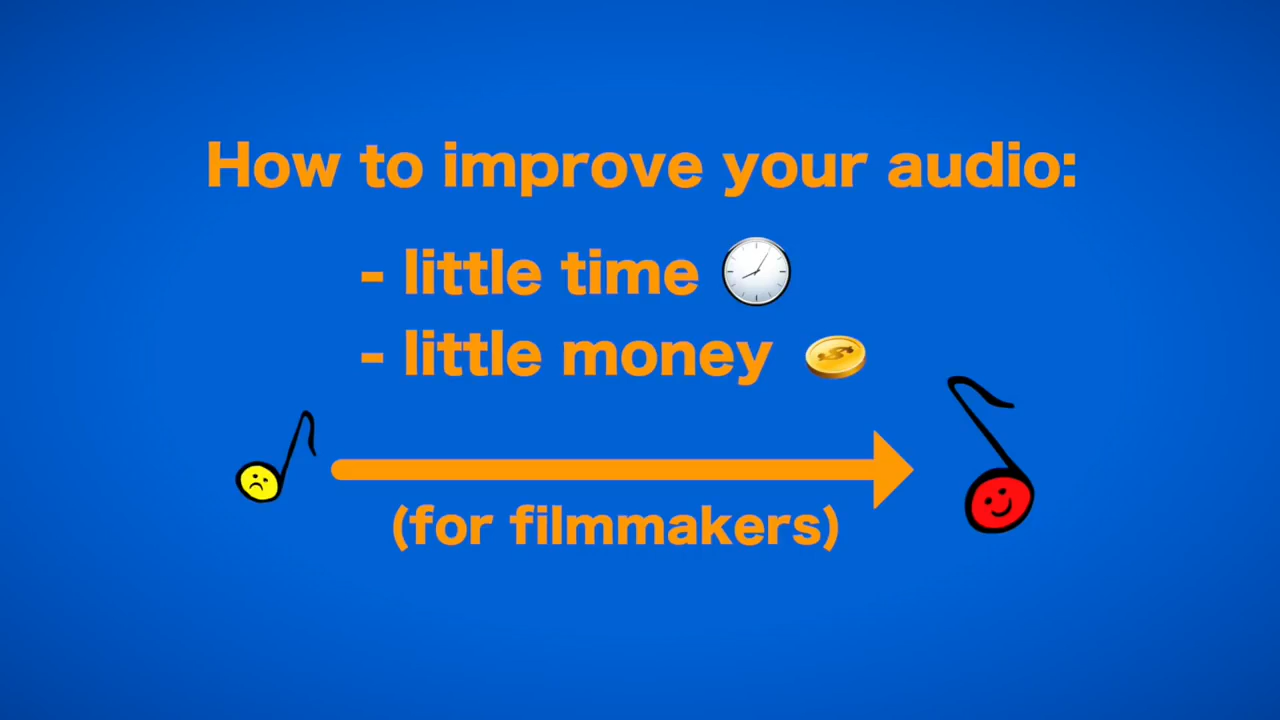 How to improve your audio:
- little time
- little money
(for filmmakers)